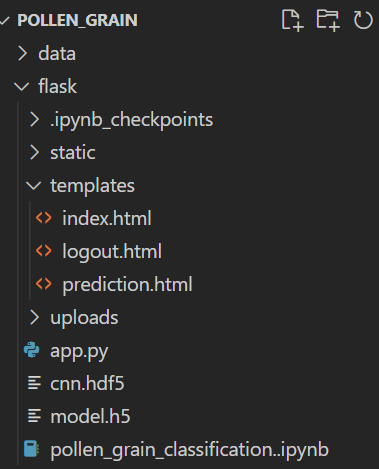 POLLEN_GRAIN
data
flask
.ipynb_checkpoints
static
templates
index.html
logout.html
prediction.html
uploads
app.py
cnn.hdf5
model.h5
pollen_grain_classification..ipynb